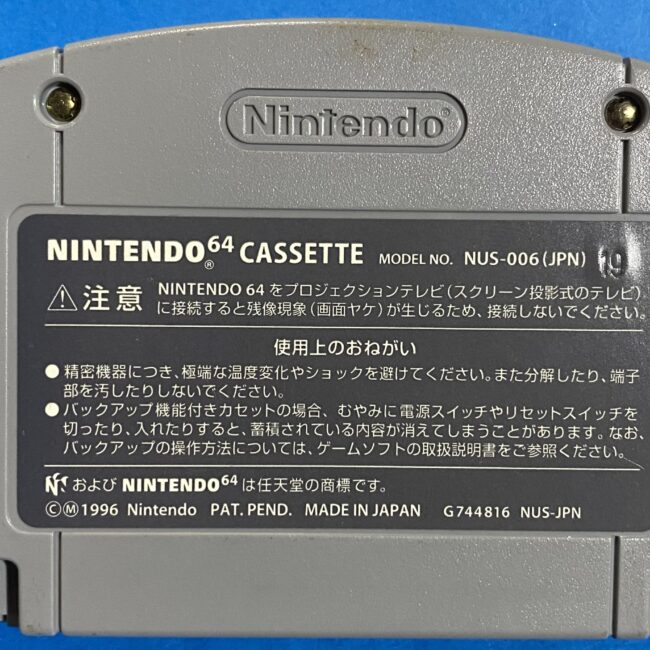 Nintendo
NINTENDO64® CASSETTE MODEL NO. NUS-006(JPN) 19
注意 NINTENDO 64をプロジェクションテレビ(スクリーン投影式のテレビ)
に接続すると残像現象(画面ヤケ)が生じるため、接続しないでください。
使用上のおねがい
●精密機器につき、極端な温度変化やショックを避けてください。また分解したり、端子
部を汚したりしないでください。
●バックアップ機能付きカセットの場合、むやみに電源スイッチやリセットスイッチを
切ったり、入れたりすると、蓄積されている内容が消えてしまうことがあります。なお、
バックアップの操作方法については、ゲームソフトの取扱説明書をご参照ください。
および NINTENDO64は任天堂の商標です。
ⒸⓂ1996 Nintendo PAT. PEND. MADE IN JAPAN G744816 NUS-JPN